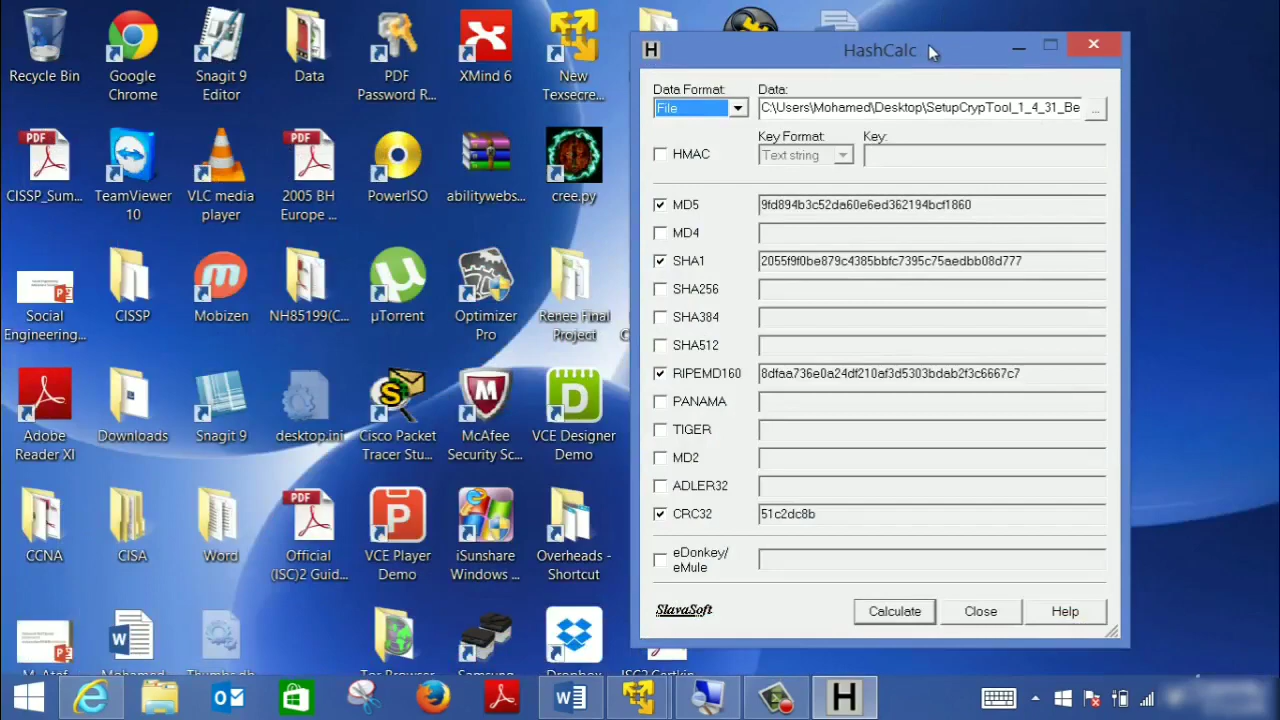 Recycle Bin
Google
Chrome
Snagit 9
Editor
Data
PDF
Password R...
XMind 6
New
Texsecre...
CISSP_Sum...
TeamViewer
10
VLC media
player
2005 BH
Europe ...
PowerISO
abilitywebs...
cree.py
Social
Engineering...
CISSP
Mobizen
NH85199(C...
µTorrent
Optimizer
Pro
Renee Final
Project
Adobe
Reader XI
Downloads
Snagit 9
desktop.ini
Cisco Packet
Tracer Stu...
McAfee
Security Sc...
VCE Designer
Demo
CCNA
CISA
Word
Official
(ISC)2 Guid...
VCE Player
Demo
iSunshare
Windows ...
Overheads -
Shortcut
HashCalc
Data Format:
Data:
File
C:\Users\Mohamed\Desktop\SetupCrypTool_1_4_31_Be
...
Key Format:
Key:
HMAC
Text string
MD5
9fd894b3c52da60e6ed362194bcf1860
MD4
SHA1
2055f9f0be879c4385bbfc7395c75aedbb08d777
SHA256
SHA384
SHA512
RIPEMD160
8dfaa736e0a24df210af3d5303bdab2f3c6667c7
PANAMA
TIGER
MD2
ADLER32
CRC32
51c2dc8b
eDonkey/
eMule
SlavaSoft
Calculate
Close
Help